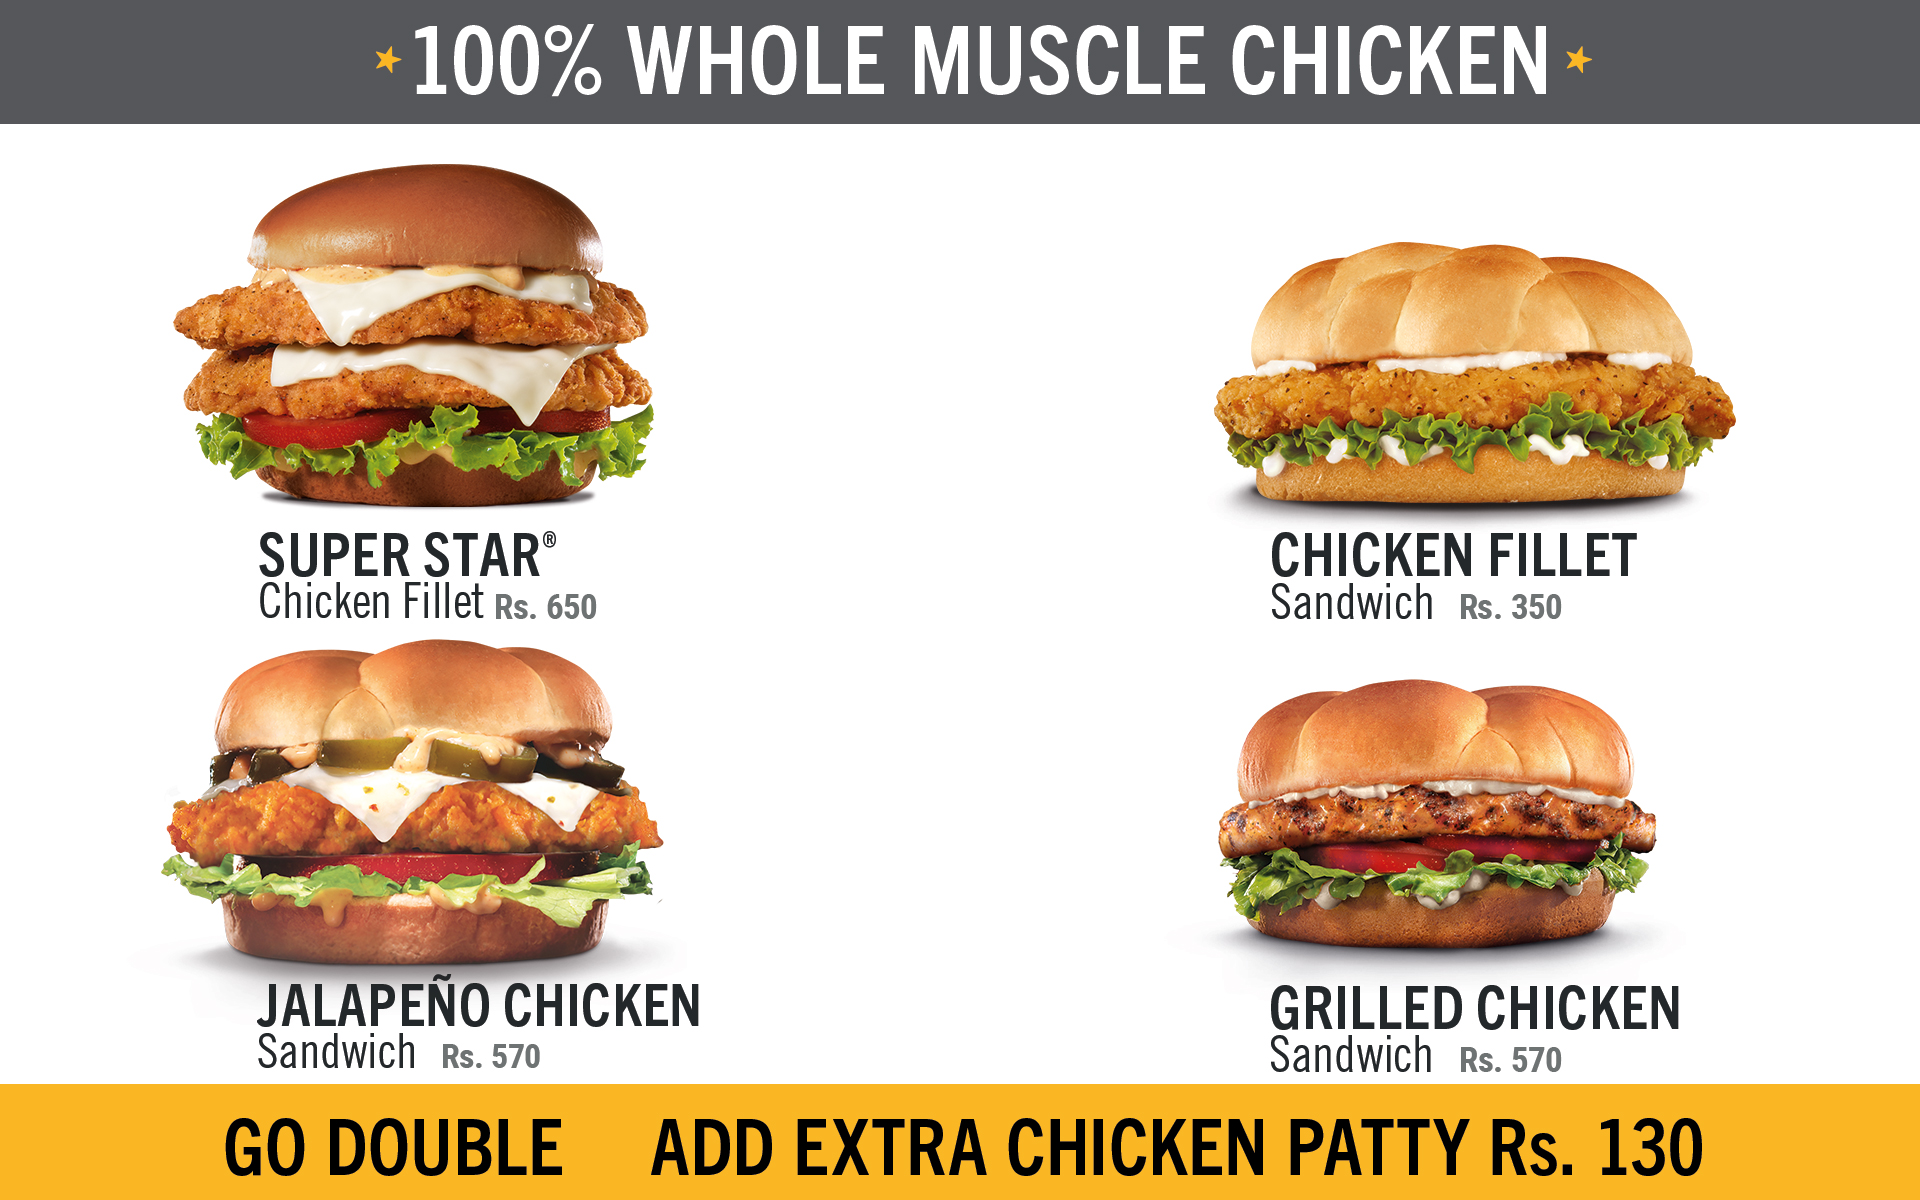 100% WHOLE MUSCLE CHICKEN
SUPER STAR®
Chicken Fillet Rs. 650
CHICKEN FILLET
Sandwich Rs. 350
JALAPEÑO CHICKEN
Sandwich Rs. 570
GRILLED CHICKEN
Sandwich Rs. 570
GO DOUBLE ADD EXTRA CHICKEN PATTY Rs. 130